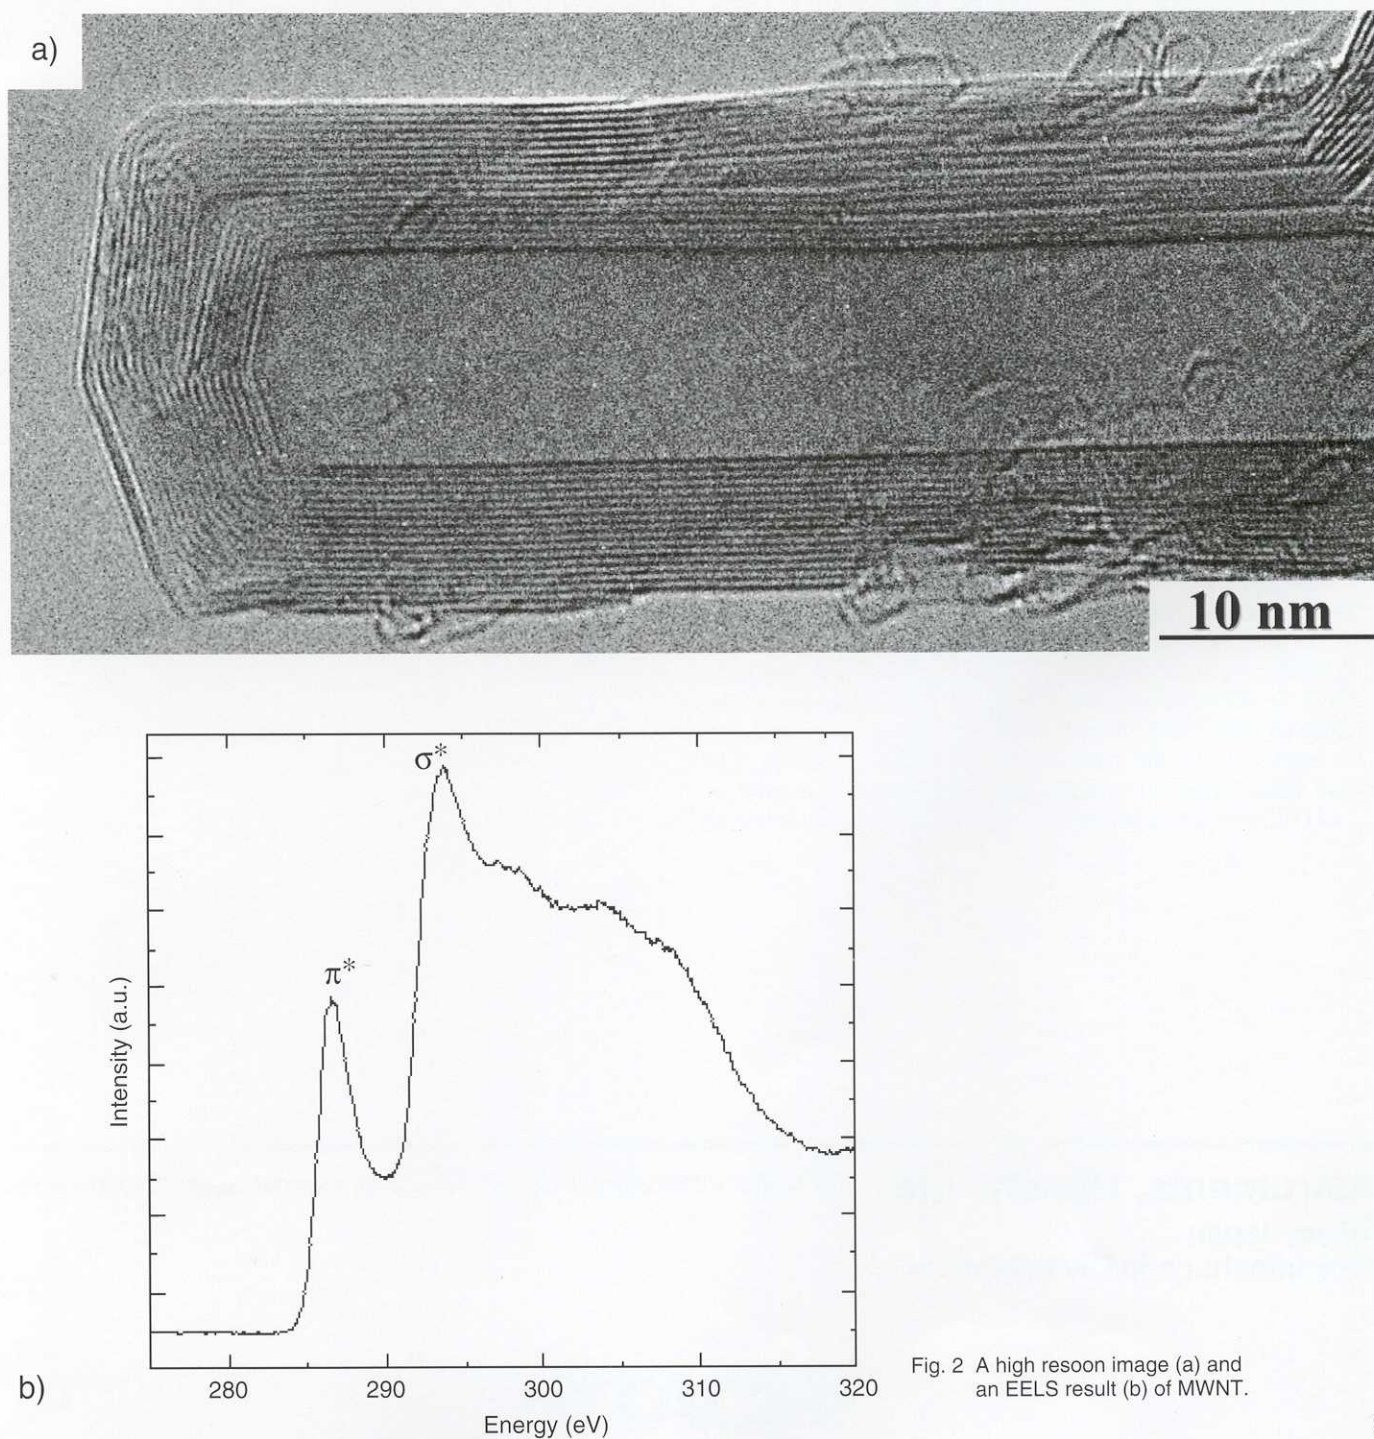 a)
10 nm
σ*
π*
Intensity (a.u.)
280
290
300
310
320
Energy (eV)
b)
Fig. 2 A high resoon image (a) and
an EELS result (b) of MWNT.